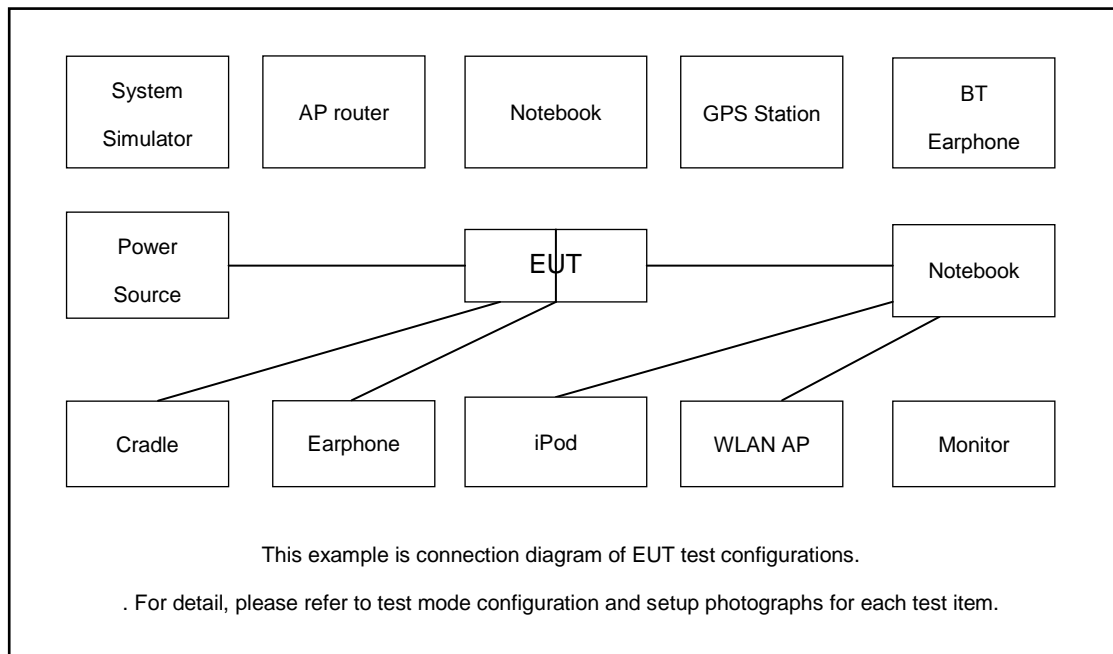 System
Simulator
AP router
Notebook
GPS Station
BT
Earphone
Power
Source
EUT
Notebook
Cradle
Earphone
iPod
WLAN AP
Monitor
This example is connection diagram of EUT test configurations.
. For detail, please refer to test mode configuration and setup photographs for each test item.